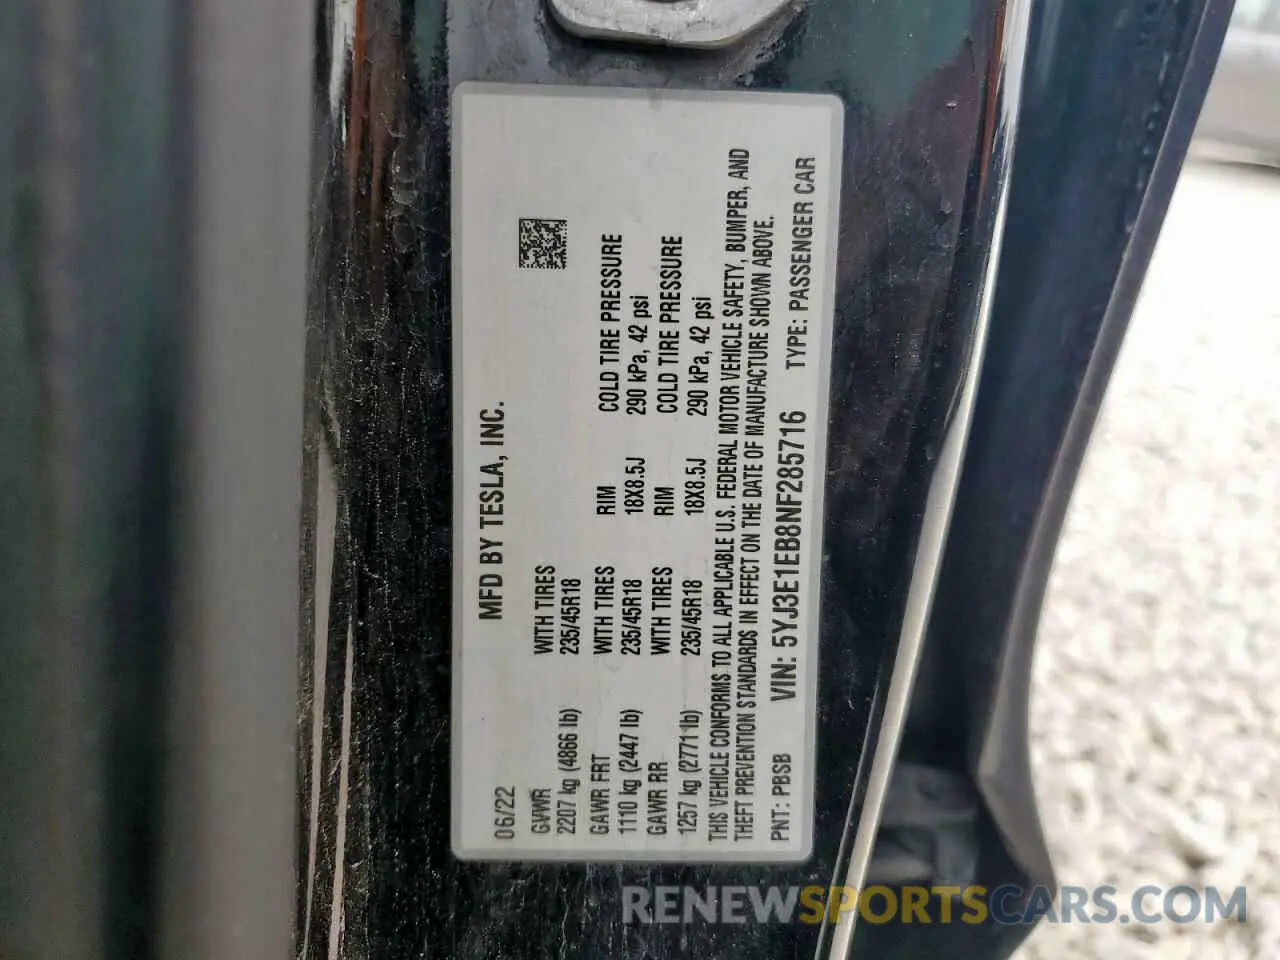 MFD BY TESLA, INC.
06/22
GVWR WITH TIRES
2207 kg (4866 lb) 235/45R18
GAWR FRT WITH TIRES RIM COLD TIRE PRESSURE
1110 kg (2447 lb) 235/45R18 18X8.5J 290 kPa, 42 psi
GAWR RR WITH TIRES RIM COLD TIRE PRESSURE
1257 kg (2771 lb) 235/45R18 18X8.5J 290 kPa, 42 psi
THIS VEHICLE CONFORMS TO ALL APPLICABLE U.S. FEDERAL MOTOR VEHICLE SAFETY, BUMPER, AND
THEFT PREVENTION STANDARDS IN EFFECT ON THE DATE OF MANUFACTURE SHOWN ABOVE.
PNT: PBSB VIN: 5YJ3E1EB8NF285716 TYPE: PASSENGER CAR
RENEWSPORTSCARS.COM